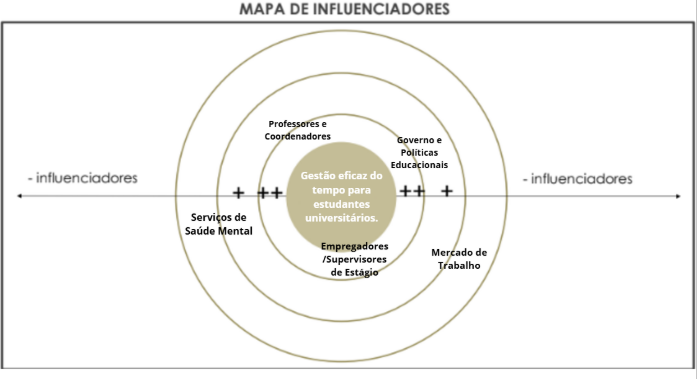 MAPA DE INFLUENCIADORES
Professores e
Coordenadores
Governo e
Políticas
Educacionais
- influenciadores
+ ++
Gestão eficaz do
tempo para
estudantes
universitários.
++ +
- influenciadores
Serviços de
Saúde Mental
Empregadores
/Supervisores
de Estágio
Mercado de
Trabalho